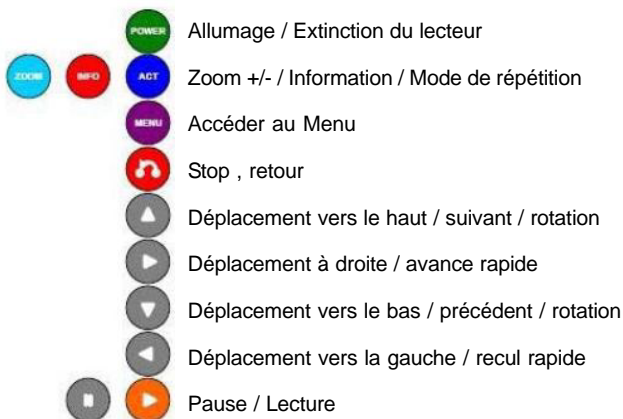 POWER Allumage / Extinction du lecteur
ZOOM INFO ACT Zoom +/- / Information / Mode de répétition
MENU Accéder au Menu
Stop , retour
Déplacement vers le haut / suivant / rotation
Déplacement à droite / avance rapide
Déplacement vers le bas / précédent / rotation
Déplacement vers la gauche / recul rapide
Pause / Lecture